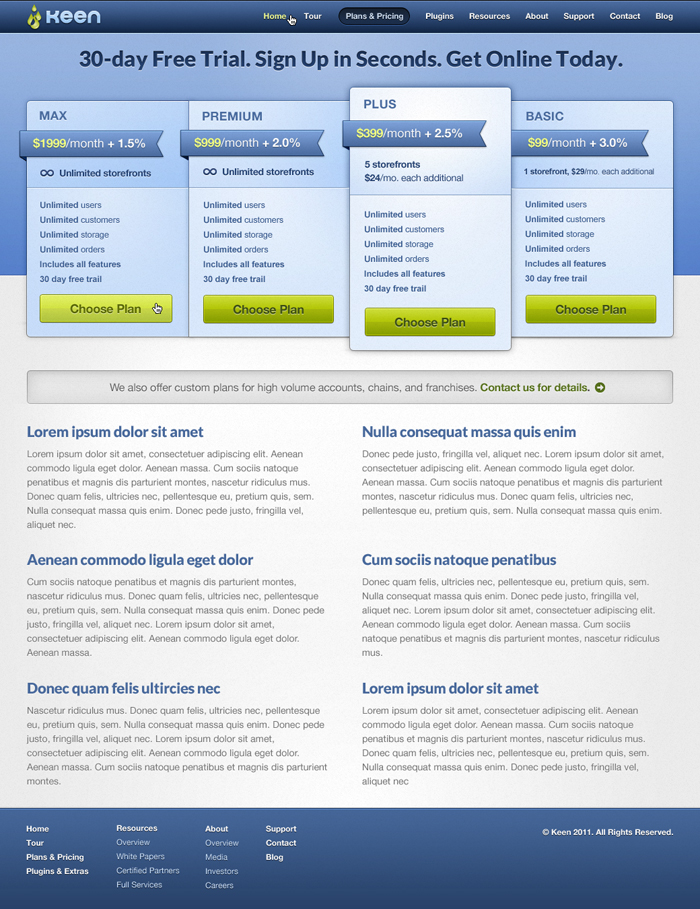 Keen
Home Tour Plans & Pricing Plugins Resources About Support Contact Blog
30-day Free Trial. Sign Up in Seconds. Get Online Today.
MAX
$1999/month + 1.5%
Unlimited storefronts
Unlimited users
Unlimited customers
Unlimited storage
Unlimited orders
Includes all features
30 day free trail
Choose Plan
PREMIUM
$999/month + 2.0%
Unlimited storefronts
Unlimited users
Unlimited customers
Unlimited storage
Unlimited orders
Includes all features
30 day free trail
Choose Plan
PLUS
$399/month + 2.5%
5 storefronts
$24/mo. each additional
Unlimited users
Unlimited customers
Unlimited storage
Unlimited orders
Includes all features
30 day free trail
Choose Plan
BASIC
$99/month + 3.0%
1 storefront, $29/mo. each additional
Unlimited users
Unlimited customers
Unlimited storage
Unlimited orders
Includes all features
30 day free trail
Choose Plan
We also offer custom plans for high volume accounts, chains, and franchises. Contact us for details.
Lorem ipsum dolor sit amet
Lorem ipsum dolor sit amet, consectetuer adipiscing elit. Aenean
commodo ligula eget dolor. Aenean massa. Cum sociis natoque
penatibus et magnis dis parturient montes, nascetur ridiculus mus.
Donec quam felis, ultricies nec, pellentesque eu, pretium quis, sem.
Nulla consequat massa quis enim. Donec pede justo, fringilla vel,
aliquet nec.
Nulla consequat massa quis enim
Donec pede justo, fringilla vel, aliquet nec. Lorem ipsum dolor sit amet,
consectetuer adipiscing elit. Aenean commodo ligula eget dolor. Aenean
massa. Cum sociis natoque penatibus et magnis dis parturient
montes, nascetur ridiculus mus. Donec quam felis, ultricies nec,
pellentesque eu, pretium quis, sem. Nulla consequat massa quis enim.
Aenean commodo ligula eget dolor
Cum sociis natoque penatibus et magnis dis parturient montes,
nascetur ridiculus mus. Donec quam felis, ultricies nec, pellentesque
eu, pretium quis, sem. Nulla consequat massa quis enim. Donec pede
justo, fringilla vel, aliquet nec. Lorem ipsum dolor sit amet,
consectetuer adipiscing elit. Aenean commodo ligula eget dolor.
Aenean massa.
Cum sociis natoque penatibus
Donec quam felis, ultricies nec, pellentesque eu, pretium quis, sem.
Nulla consequat massa quis enim. Donec pede justo, fringilla vel,
aliquet nec. Lorem ipsum dolor sit amet, consectetuer adipiscing
elit. Aenean commodo ligula eget dolor. Aenean massa. Cum sociis
natoque penatibus et magnis dis parturient montes, nascetur ridiculus
mus.
Donec quam felis ultircies nec
Nascetur ridiculus mus. Donec quam felis, ultricies nec, pellentesque
eu, pretium quis, sem. Nulla consequat massa quis enim. Donec pede
justo, fringilla vel, aliquet nec. Lorem ipsum dolor sit amet,
consectetuer adipiscing elit. Aenean commodo ligula eget dolor.
Aenean massa. Cum sociis natoque penatibus et magnis dis parturient
montes.
Lorem ipsum dolor sit amet
Lorem ipsum dolor sit amet, consectetuer adipiscing elit. Aenean
commodo ligula eget dolor. Aenean massa. Cum sociis natoque
penatibus et magnis dis parturient montes, nascetur ridiculus mus.
Donec quam felis, ultricies nec, pellentesque eu, pretium quis, sem.
Nulla consequat massa quis enim. Donec pede justo, fringilla vel,
aliquet nec
Home
Tour
Plans & Pricing
Plugins & Extras
Resources
Overview
White Papers
Certified Partners
Full Services
About
Overview
Media
Investors
Careers
Support
Contact
Blog
© Keen 2011. All Rights Reserved.